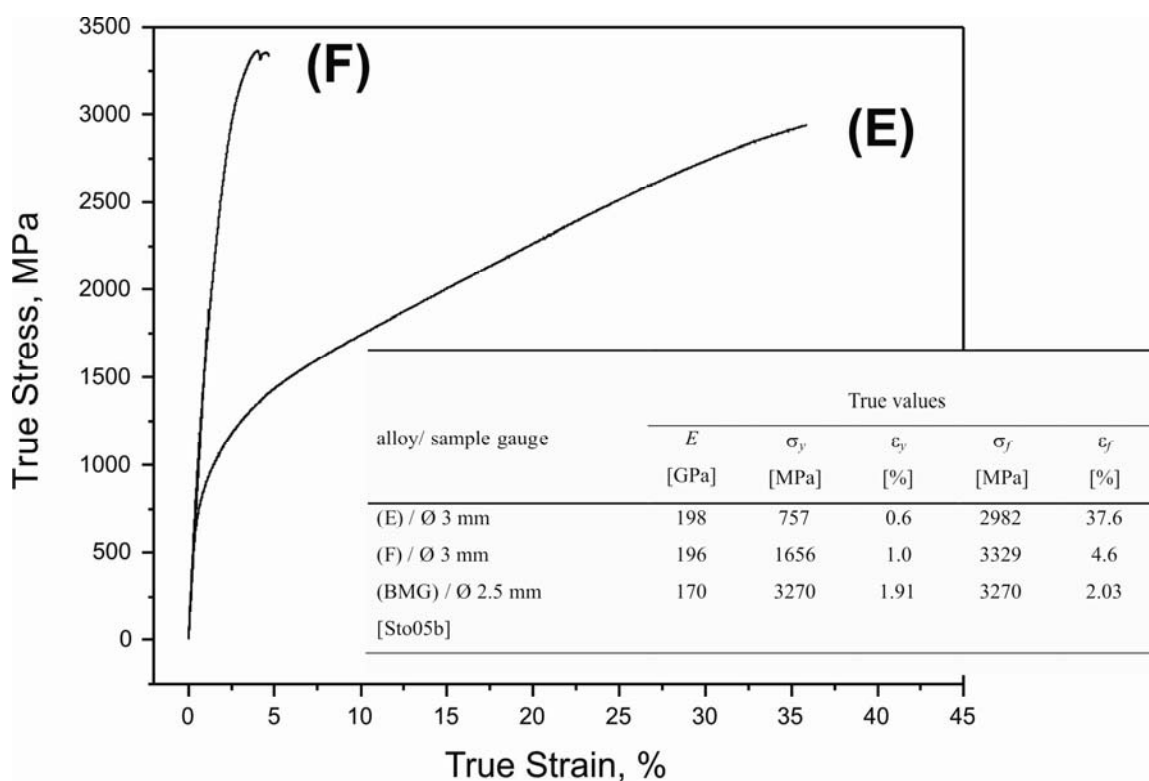 3500
3000
2500
2000
1500
1000
500
0
True Stress, MPa
(F)
(E)
True values
alloy/ sample gauge E σy εy σf εf
[GPa] [MPa] [%] [MPa] [%]
(E) / Ø 3 mm 198 757 0.6 2982 37.6
(F) / Ø 3 mm 196 1656 1.0 3329 4.6
(BMG) / Ø 2.5 mm 170 3270 1.91 3270 2.03
[Sto05b]
0 5 10 15 20 25 30 35 40 45
True Strain, %